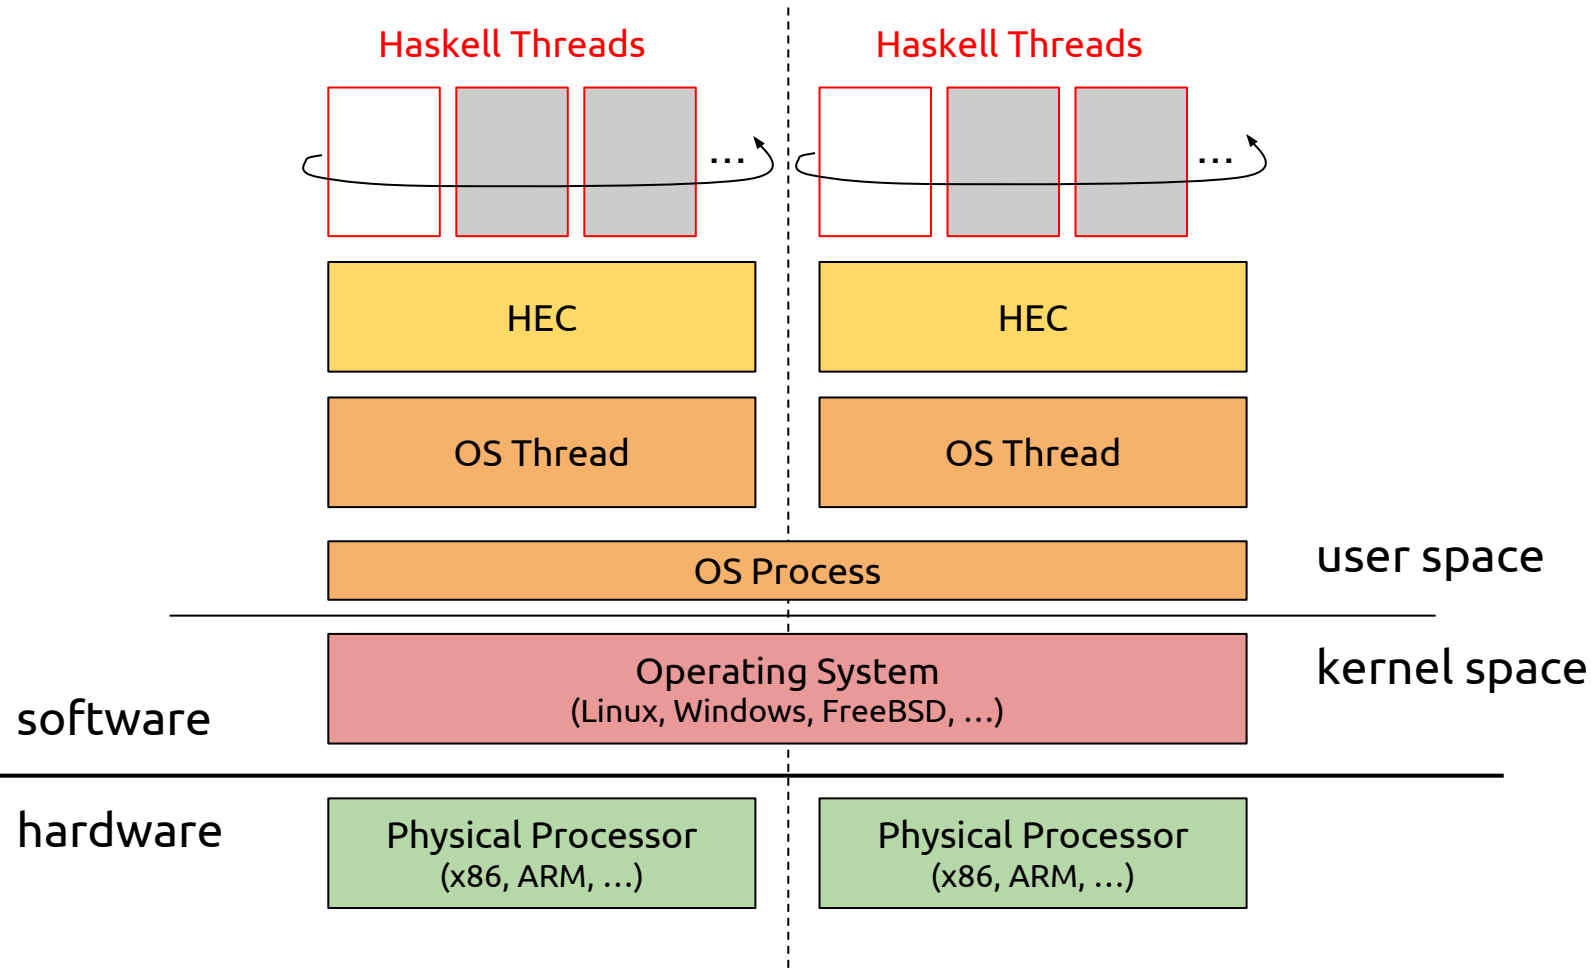 Haskell Threads
Haskell Threads
...
...
HEC
HEC
OS Thread
OS Thread
OS Process
user space
Operating System
(Linux, Windows, FreeBSD, …)
kernel space
software
hardware
Physical Processor
(x86, ARM, …)
Physical Processor
(x86, ARM, …)